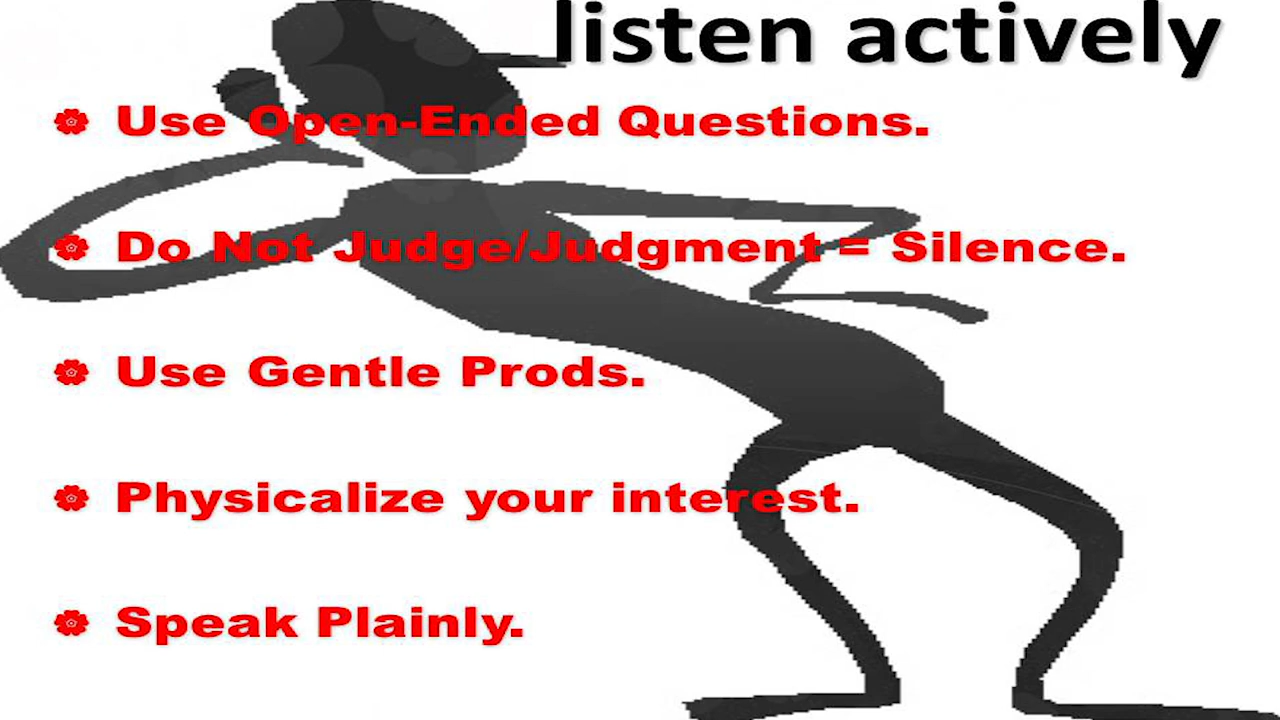 listen actively
Use Open-Ended Questions.
Do Not Judge/Judgment = Silence.
Use Gentle Prods.
Physicalize your interest.
Speak Plainly.